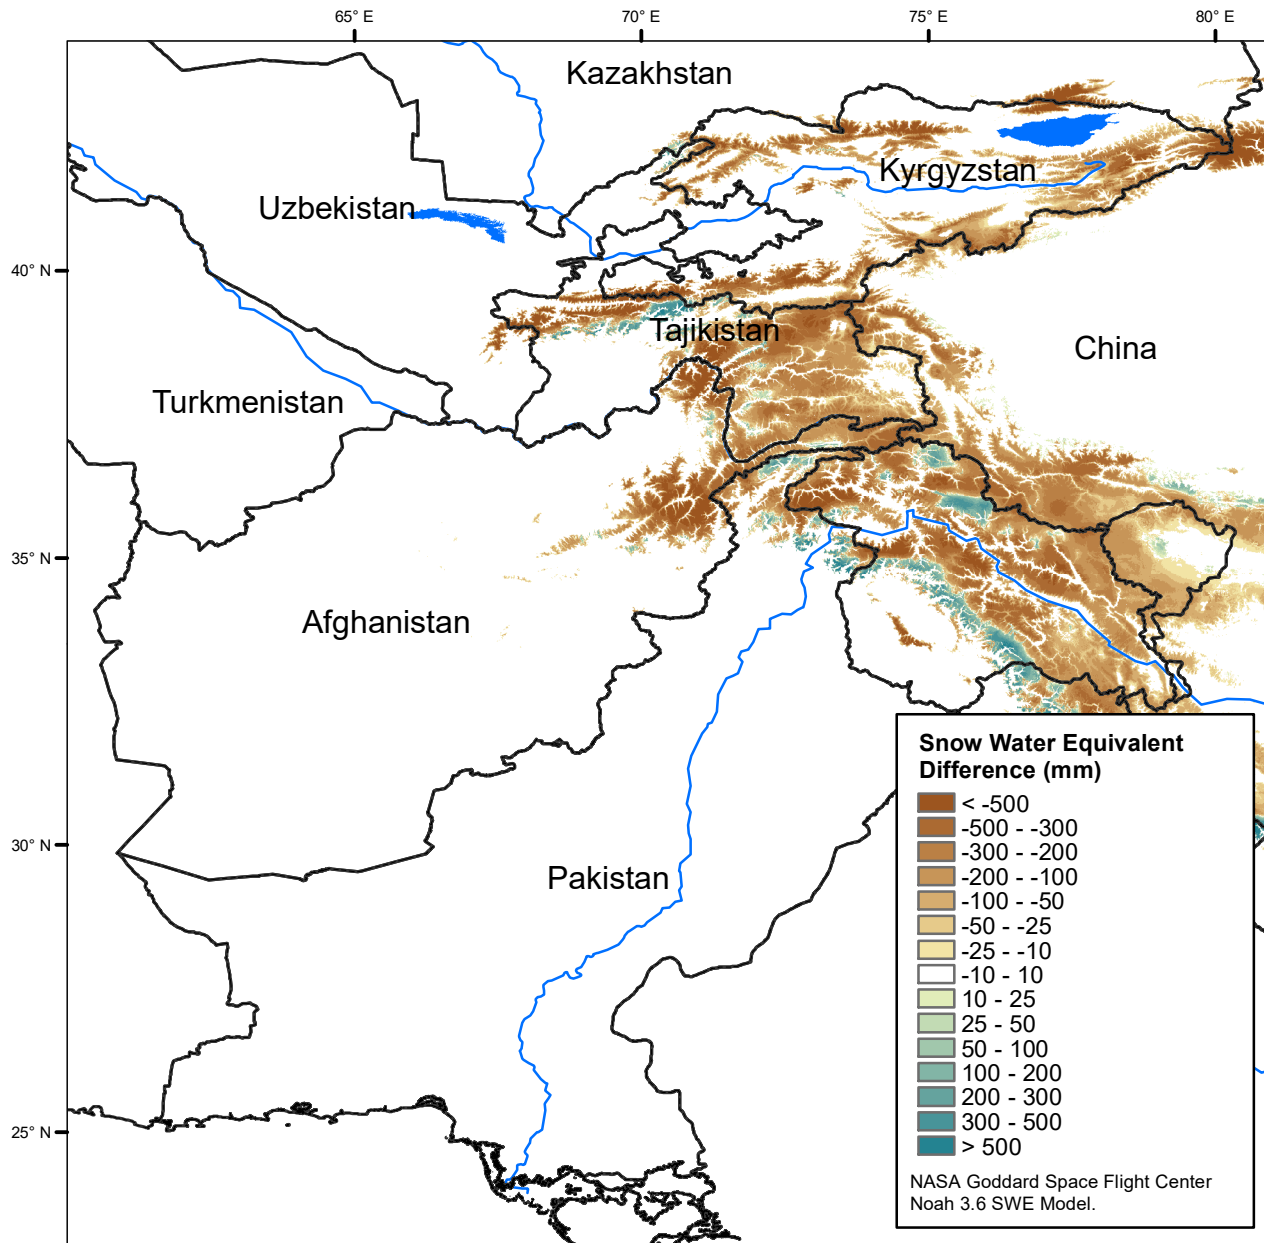 65° E
70° E
75° E
80° E
Kazakhstan
Kyrgyzstan
Uzbekistan
40° N
Tajikistan
China
Turkmenistan
35° N
Afghanistan
30° N
Pakistan
25° N
Snow Water Equivalent
Difference (mm)
< -500
-500 - -300
-300 - -200
-200 - -100
-100 - -50
-50 - -25
-25 - -10
-10 - 10
10 - 25
25 - 50
50 - 100
100 - 200
200 - 300
300 - 500
> 500
NASA Goddard Space Flight Center
Noah 3.6 SWE Model.